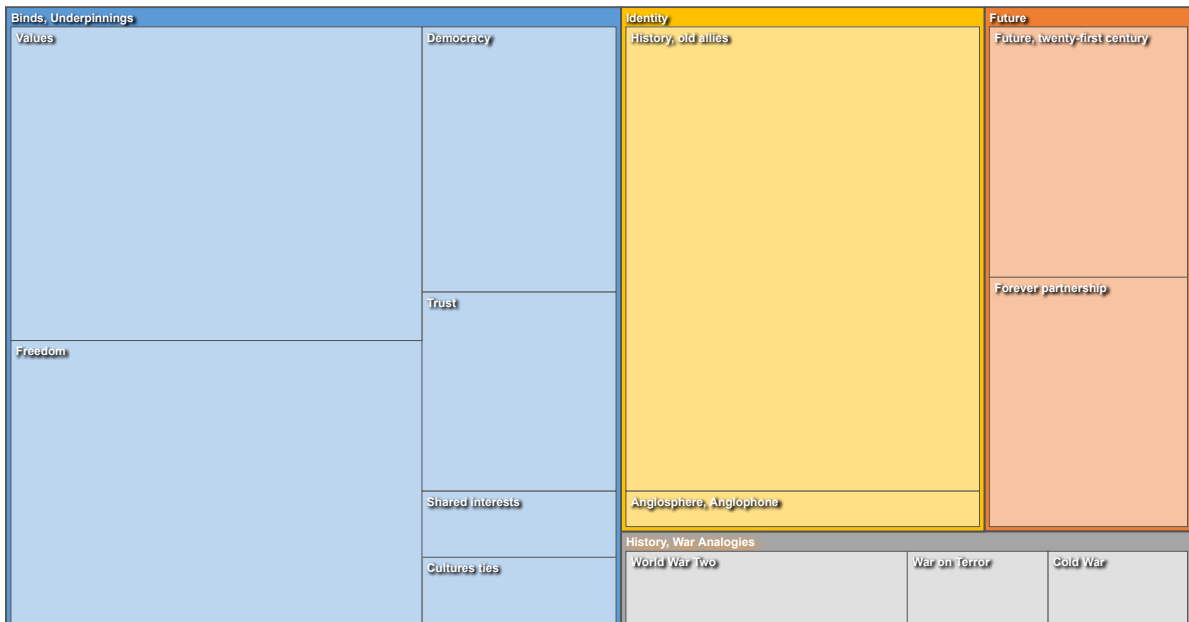 Binds, Underpinnings
Values
Democracy
Trust
Freedom
Shared interests
Cultures ties
Identity
History, old allies
Anglosphere, Anglophone
Future
Future, twenty-first century
Forever partnership
History, War Analogies
World War Two
War on Terror
Cold War